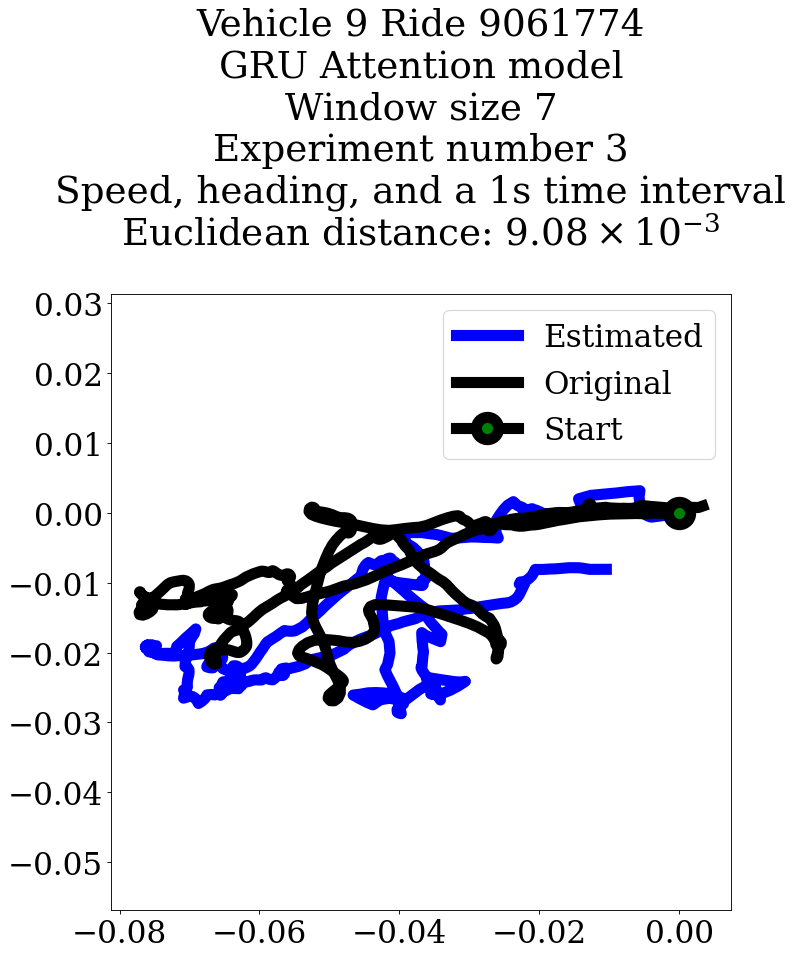 Vehicle 9 Ride 9061774
GRU Attention model
Window size 7
Experiment number 3
Speed, heading, and a 1s time interval
Euclidean distance: 9.08 × 10⁻³
0.03
0.02
0.01
0.00
−0.01
−0.02
−0.03
−0.04
−0.05
Estimated
Original
Start
−0.08
−0.06
−0.04
−0.02
0.00